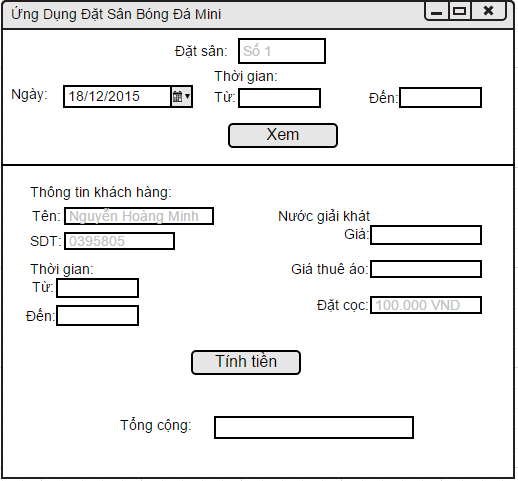 Ứng Dụng Đặt Sân Bóng Đá Mini
Đặt sân: Số 1
Thời gian:
Ngày: 18/12/2015 Từ: Đến:
Xem
Thông tin khách hàng:
Tên: Nguyễn Hoàng Minh Nước giải khát
SDT: 0395805 Giá:
Thời gian: Giá thuê áo:
Từ:
Đến: Đặt cọc: 100.000 VND
Tính tiền
Tổng cộng: